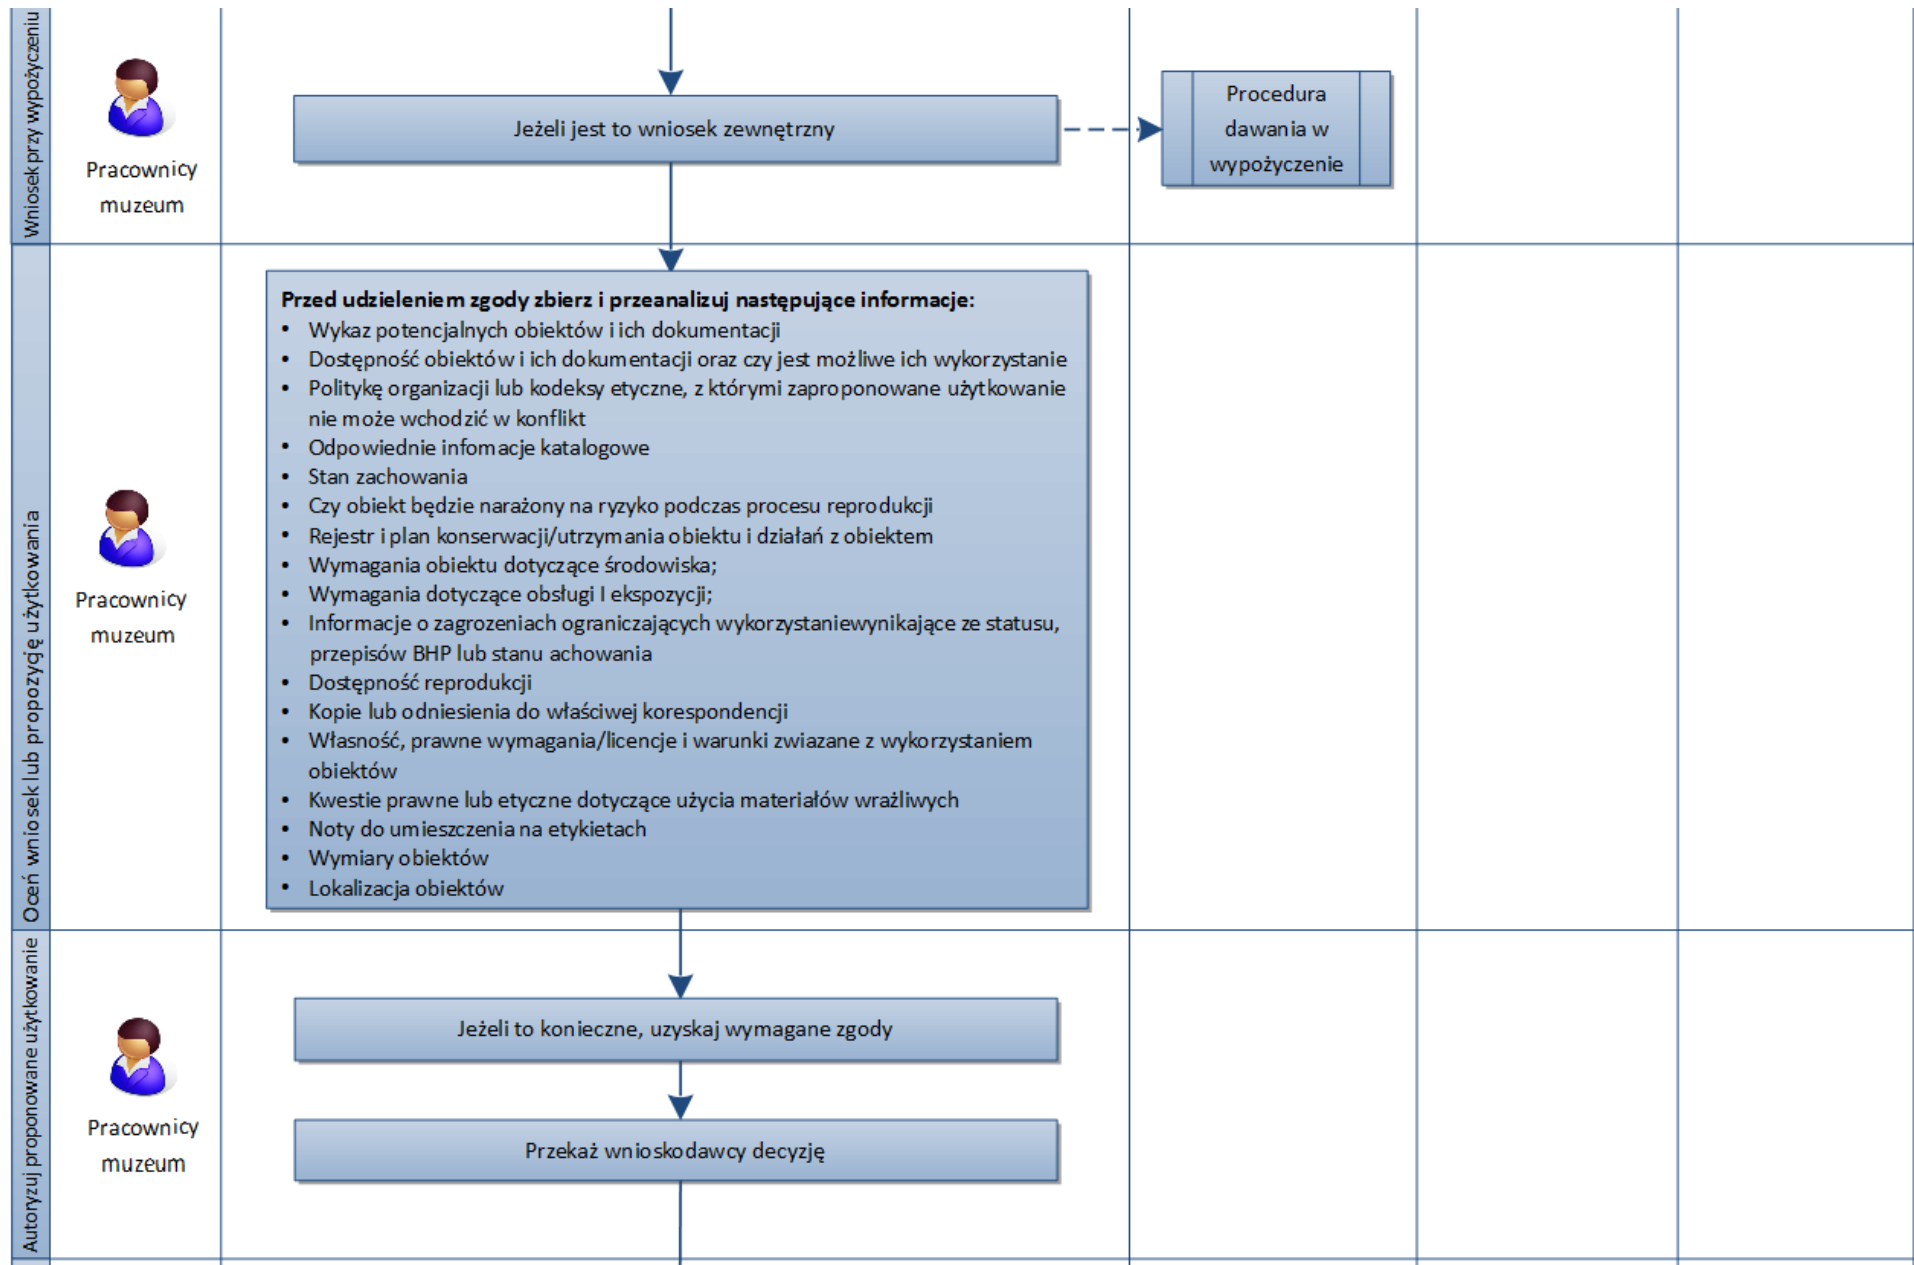 Wniosek przy wypożyczeniu
Pracownicy
muzeum
Jeżeli jest to wniosek zewnętrzny
Procedura
dawania w
wypożyczenie
Oceń wniosek lub propozycję użytkowania
Pracownicy
muzeum
Przed udzieleniem zgody zbierz i przeanalizuj następujące informacje:
• Wykaz potencjalnych obiektów i ich dokumentacji
• Dostępność obiektów i ich dokumentacji oraz czy jest możliwe ich wykorzystanie
• Politykę organizacji lub kodeksy etyczne, z którymi zaproponowane użytkowanie
nie może wchodzić w konflikt
• Odpowiednie infomacje katalogowe
• Stan zachowania
• Czy obiekt będzie narażony na ryzyko podczas procesu reprodukcji
• Rejestr i plan konserwacji/utrzymania obiektu i działań z obiektem
• Wymagania obiektu dotyczące środowiska;
• Wymagania dotyczące obsługi I ekspozycji;
• Informacje o zagrozeniach ograniczających wykorzystaniewynikające ze statusu,
przepisów BHP lub stanu achowania
• Dostępność reprodukcji
• Kopie lub odniesienia do właściwej korespondencji
• Własność, prawne wymagania/licencje i warunki zwiazane z wykorzystaniem
obiektów
• Kwestie prawne lub etyczne dotyczące użycia materiałów wrażliwych
• Noty do umieszczenia na etykietach
• Wymiary obiektów
• Lokalizacja obiektów
Autoryzuj proponowane użytkowanie
Pracownicy
muzeum
Jeżeli to konieczne, uzyskaj wymagane zgody
Przekaż wnioskodawcy decyzję